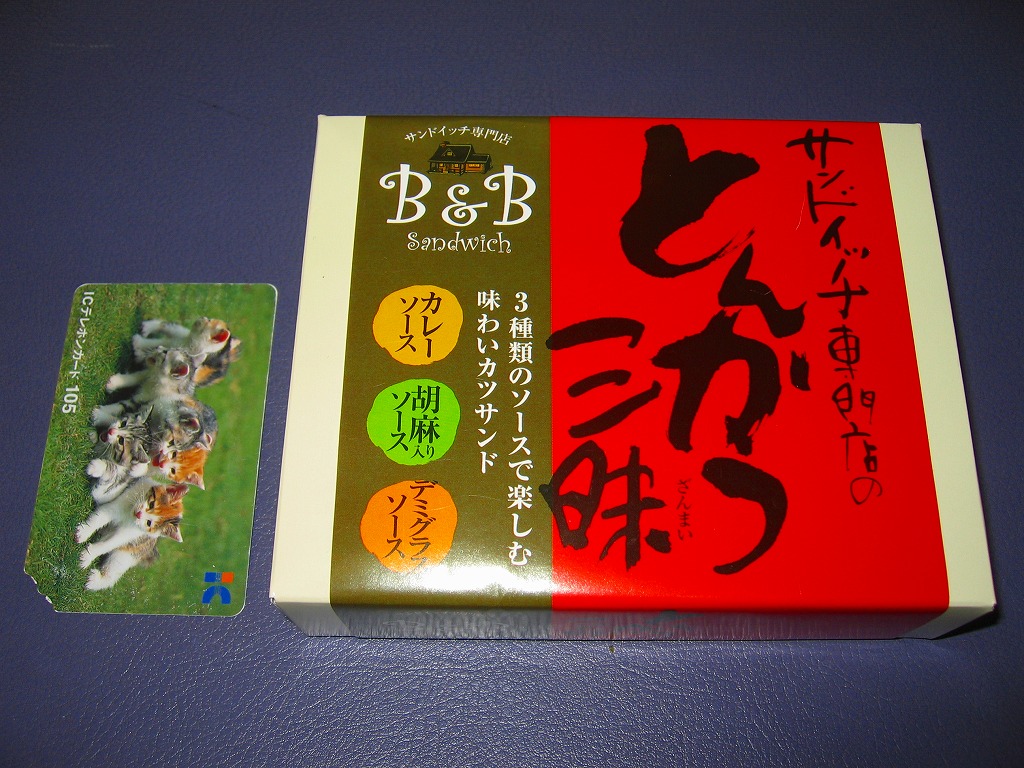 サンドイッチ専門店の
とんかつ
三昧
ざんまい
サンドイッチ専門店
B&B
Sandwich
3種類のソースで楽しむ
味わいカツサンド
カレー
ソース
胡麻入り
ソース
デミグラ
ソース
ICテレホンカード 105